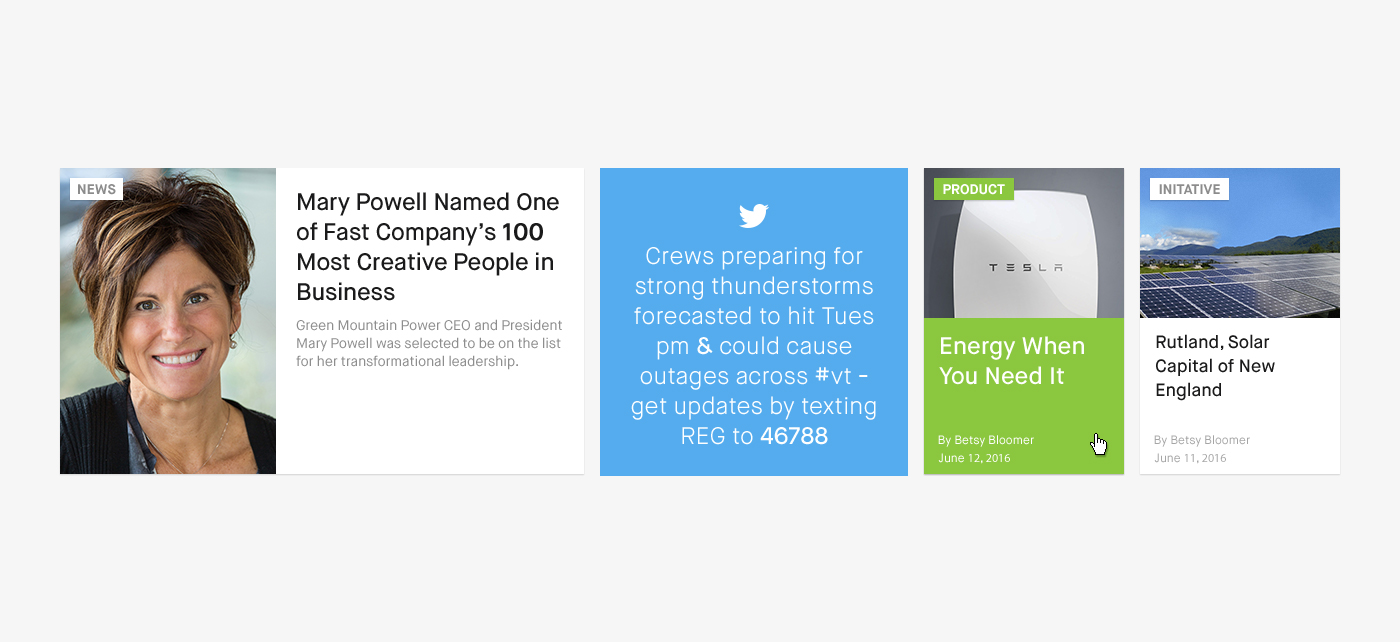 NEWS
Mary Powell Named One
of Fast Company’s 100
Most Creative People in
Business
Green Mountain Power CEO and President
Mary Powell was selected to be on the list
for her transformational leadership.
Crews preparing for
strong thunderstorms
forecasted to hit Tues
pm & could cause
outages across #vt -
get updates by texting
REG to 46788
PRODUCT
TESLA
Energy When
You Need It
By Betsy Bloomer
June 12, 2016
INITATIVE
Rutland, Solar
Capital of New
England
By Betsy Bloomer
June 11, 2016